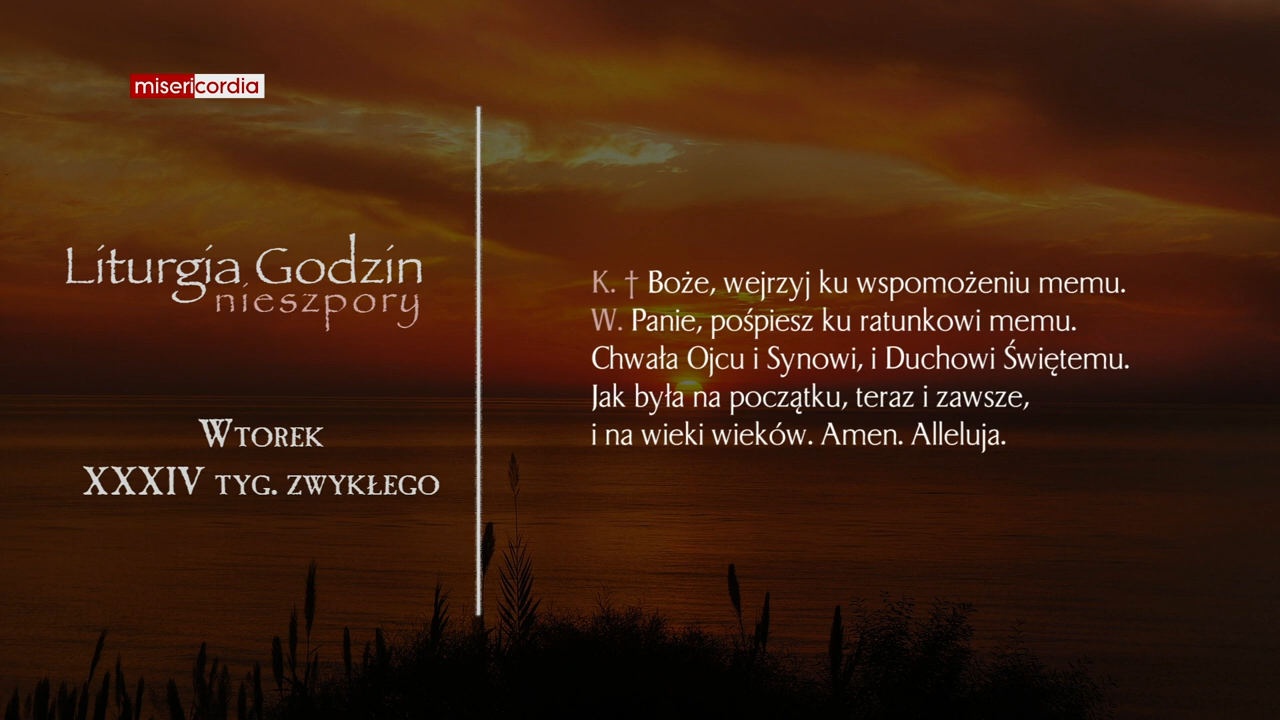 misericordia
Liturgia Godzin
nieszpory
Wtorek
XXXIV tyg. zwykłego
K. † Boże, wejrzyj ku wspomożeniu memu.
W. Panie, pośpiesz ku ratunkowi memu.
Chwała Ojcu i Synowi, i Duchowi Świętemu.
Jak była na początku, teraz i zawsze,
i na wieki wieków. Amen. Alleluja.